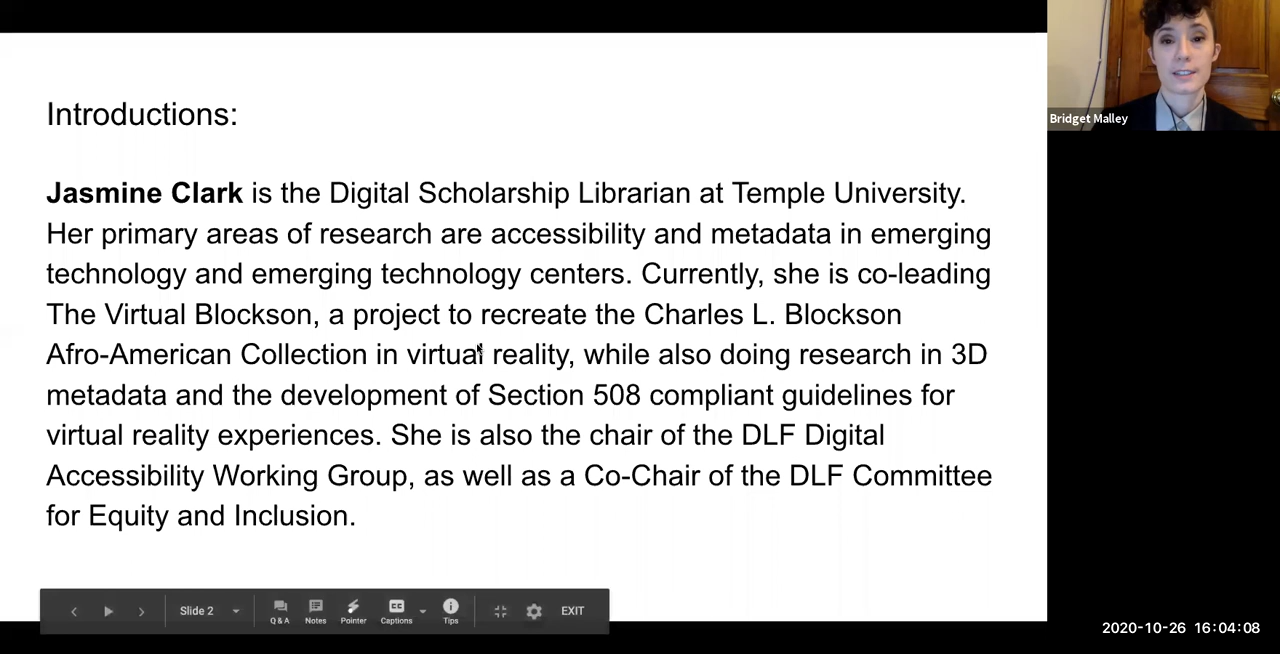 Introductions:
Jasmine Clark is the Digital Scholarship Librarian at Temple University.
Her primary areas of research are accessibility and metadata in emerging
technology and emerging technology centers. Currently, she is co-leading
The Virtual Blockson, a project to recreate the Charles L. Blockson
Afro-American Collection in virtual reality, while also doing research in 3D
metadata and the development of Section 508 compliant guidelines for
virtual reality experiences. She is also the chair of the DLF Digital
Accessibility Working Group, as well as a Co-Chair of the DLF Committee
for Equity and Inclusion.
Bridget Malley
Slide 2
Q & A
Notes
Pointer
CC
Captions
Tips
EXIT
2020-10-26 16:04:08